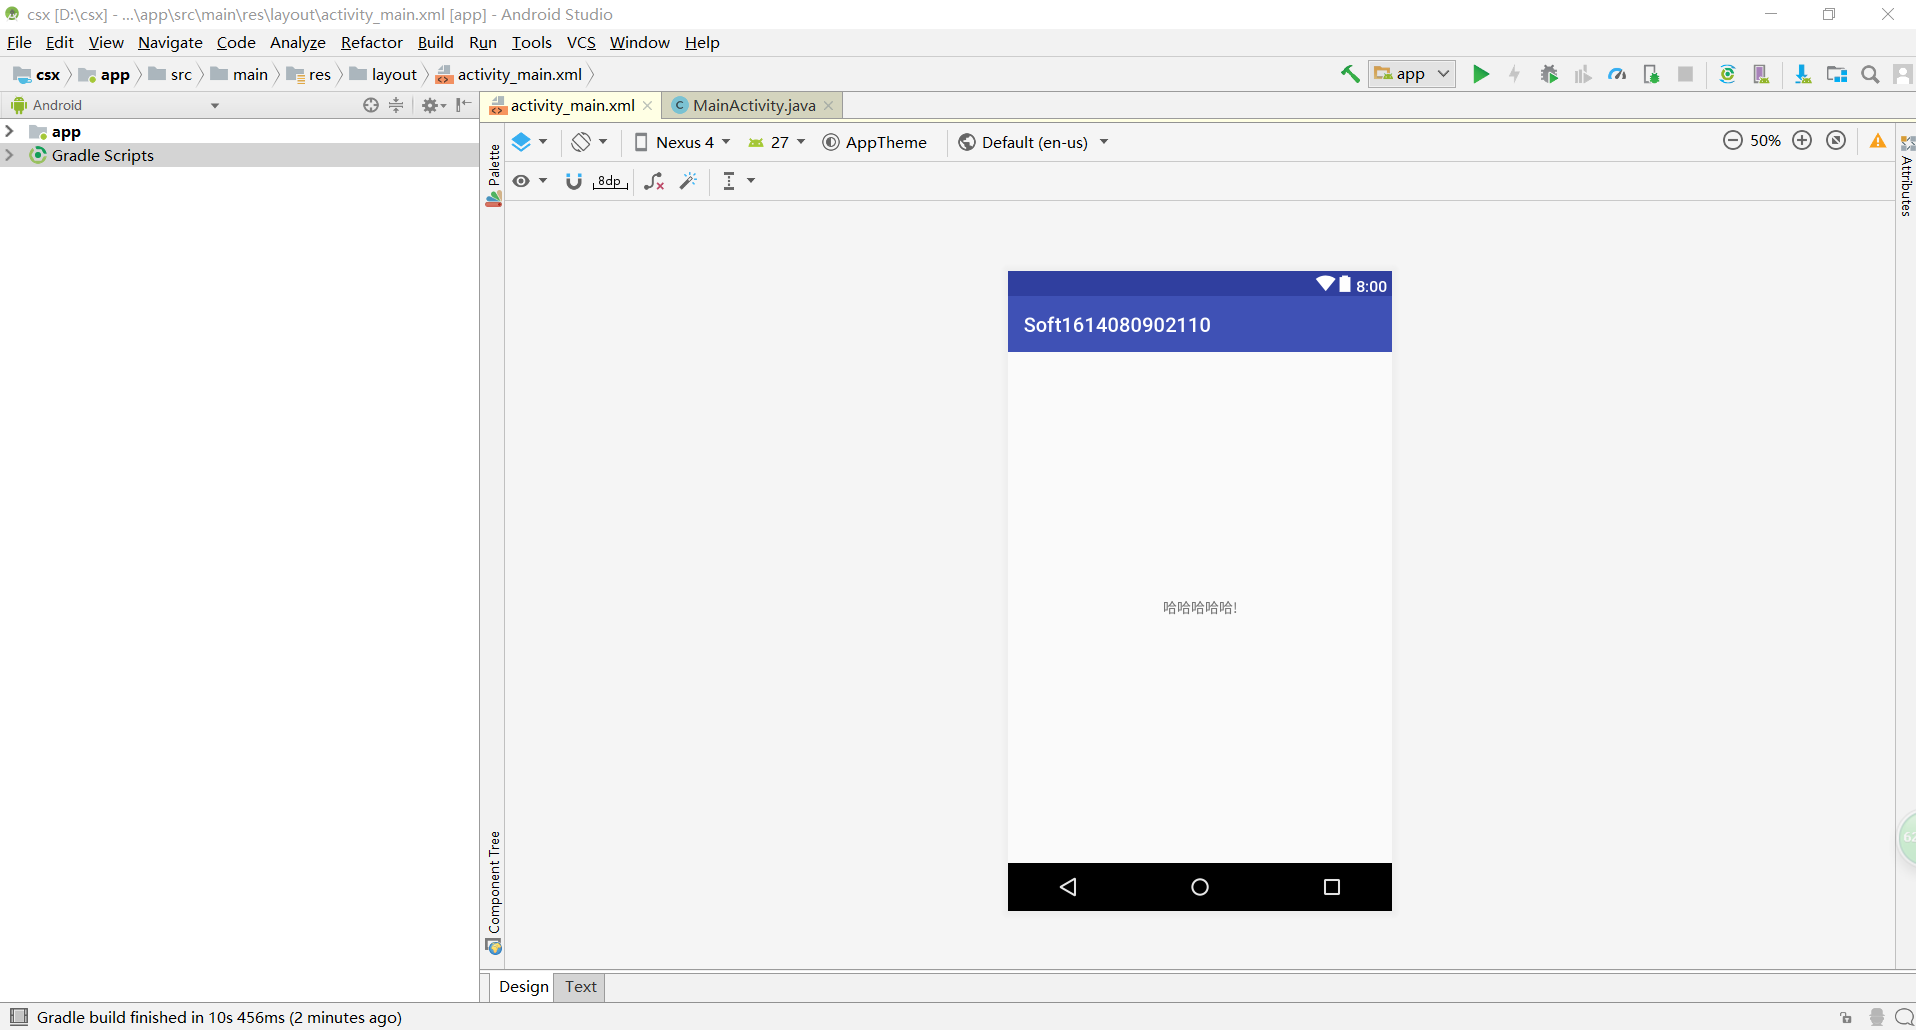 csx [D:\csx] - ...\app\src\main\res\layout\activity_main.xml [app] - Android Studio
File Edit View Navigate Code Analyze Refactor Build Run Tools VCS Window Help
csx app src main res layout activity_main.xml app
Android activity_main.xml MainActivity.java
app
Gradle Scripts
Palette
Nexus 4 27 AppTheme Default (en-us) 50%
Attributes
8dp
8:00
Soft1614080902110
哈哈哈哈哈!
62
Component Tree
Design Text
Gradle build finished in 10s 456ms (2 minutes ago)